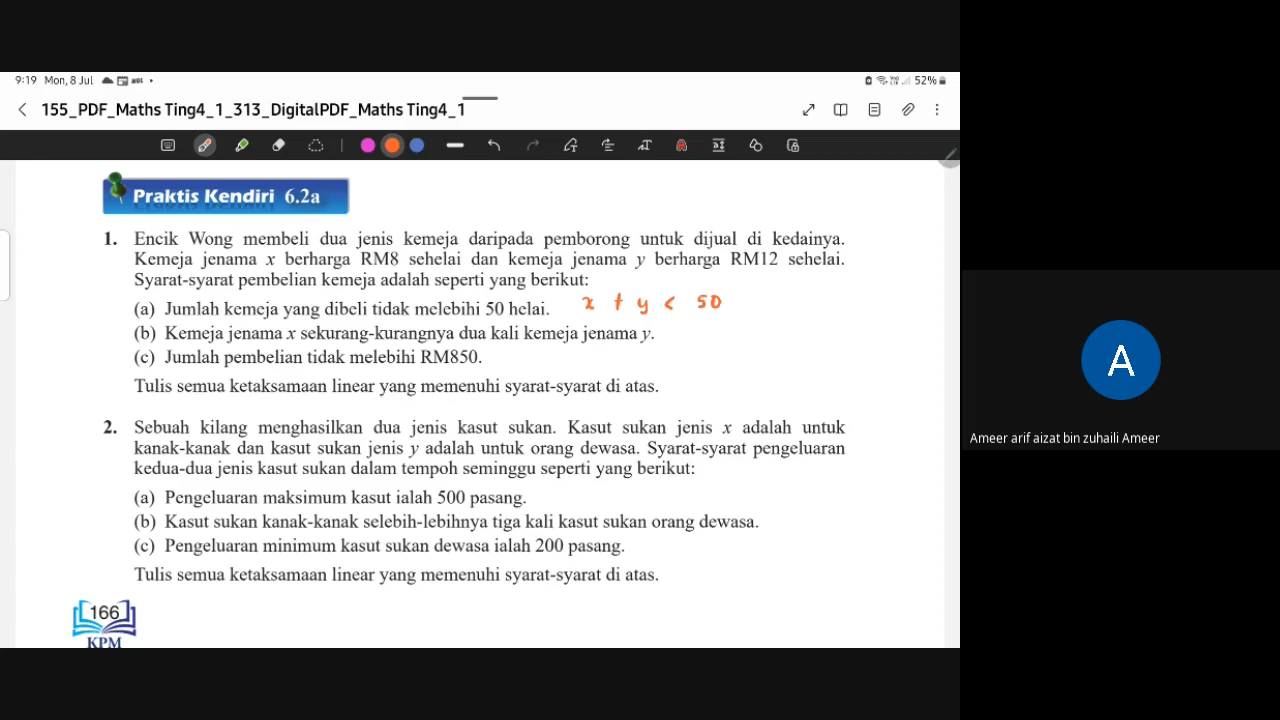 9:19 Mon, 8 Jul
52%
155_PDF_Maths Ting4_1_313_DigitalPDF_Maths Ting4_1
Praktis Kendiri 6.2a
1. Encik Wong membeli dua jenis kemeja daripada pemborong untuk dijual di kedainya.
Kemeja jenama x berharga RM8 sehelai dan kemeja jenama y berharga RM12 sehelai.
Syarat-syarat pembelian kemeja adalah seperti yang berikut:
(a) Jumlah kemeja yang dibeli tidak melebihi 50 helai. x + y < 50
(b) Kemeja jenama x sekurang-kurangnya dua kali kemeja jenama y.
(c) Jumlah pembelian tidak melebihi RM850.
Tulis semua ketaksamaan linear yang memenuhi syarat-syarat di atas.
2. Sebuah kilang menghasilkan dua jenis kasut sukan. Kasut sukan jenis x adalah untuk
kanak-kanak dan kasut sukan jenis y adalah untuk orang dewasa. Syarat-syarat pengeluaran
kedua-dua jenis kasut sukan dalam tempoh seminggu seperti yang berikut:
(a) Pengeluaran maksimum kasut ialah 500 pasang.
(b) Kasut sukan kanak-kanak selebih-lebihnya tiga kali kasut sukan orang dewasa.
(c) Pengeluaran minimum kasut sukan dewasa ialah 200 pasang.
Tulis semua ketaksamaan linear yang memenuhi syarat-syarat di atas.
166
KPM
A
Ameer arif aizat bin zuhaili Ameer